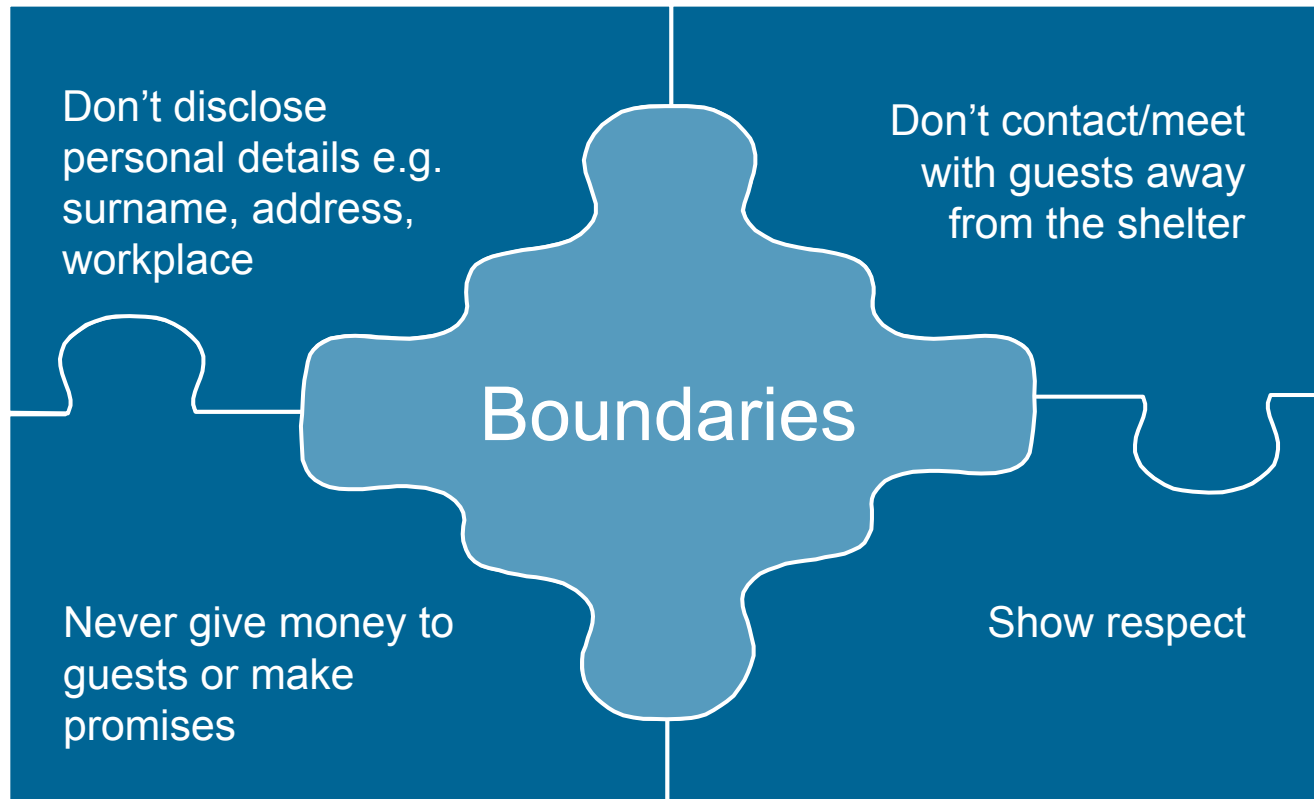 Don’t disclose
personal details e.g.
surname, address,
workplace
Don’t contact/meet
with guests away
from the shelter
Boundaries
Never give money to
guests or make
promises
Show respect